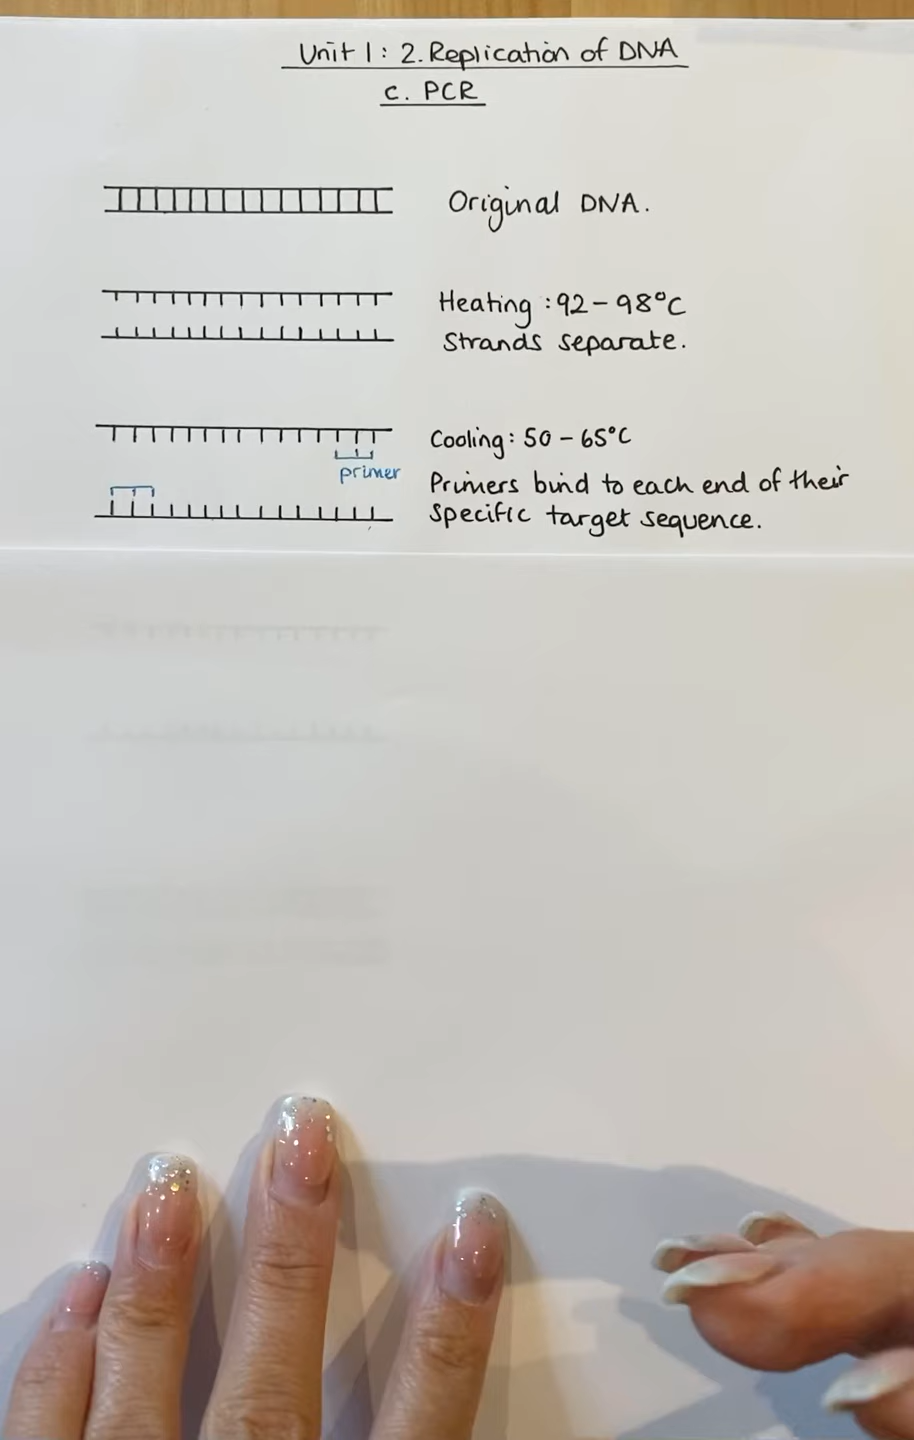 Unit 1: 2. Replication of DNA
c. PCR
Original DNA.
Heating: 92 - 98°C
Strands separate.
Cooling: 50 - 65°C
primer
Primers bind to each end of their
specific target sequence.